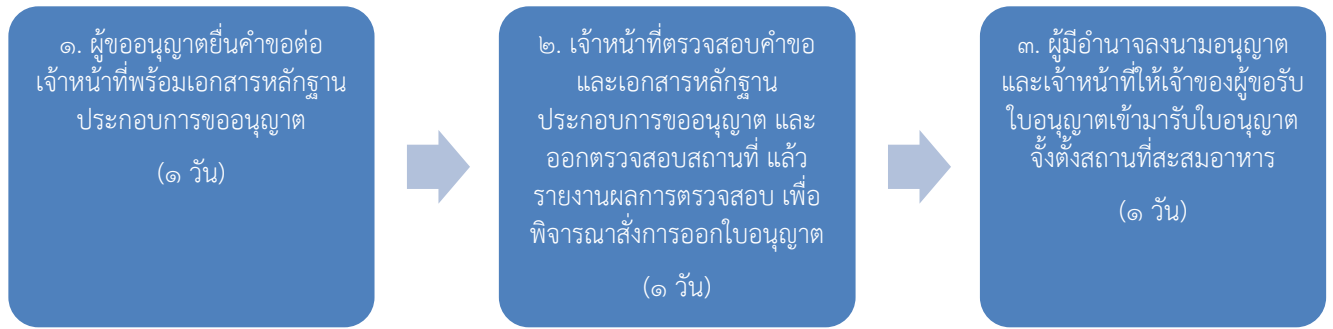 ๑. ผู้ขออนุญาตยื่นคำขอต่อ
เจ้าหน้าที่พร้อมเอกสารหลักฐาน
ประกอบการขออนุญาต
(๑ วัน)
๒. เจ้าหน้าที่ตรวจสอบคำขอ
และเอกสารหลักฐาน
ประกอบการขออนุญาต และ
ออกตรวจสอบสถานที่ แล้ว
รายงานผลการตรวจสอบ เพื่อ
พิจารณาสั่งการออกใบอนุญาต
(๑ วัน)
๓. ผู้มีอำนาจลงนามอนุญาต
และเจ้าหน้าที่ให้เจ้าของผู้ขอรับ
ใบอนุญาตเข้ามารับใบอนุญาต
จั้งตั้งสถานที่สะสมอาหาร
(๑ วัน)